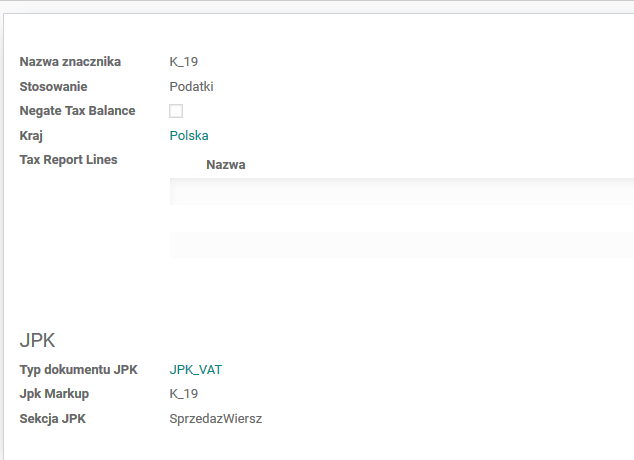 Nazwa znacznika K_19
Stosowanie Podatki
Negate Tax Balance
Kraj Polska
Tax Report Lines Nazwa
JPK
Typ dokumentu JPK JPK_VAT
Jpk Markup K_19
Sekcja JPK SprzedazWiersz